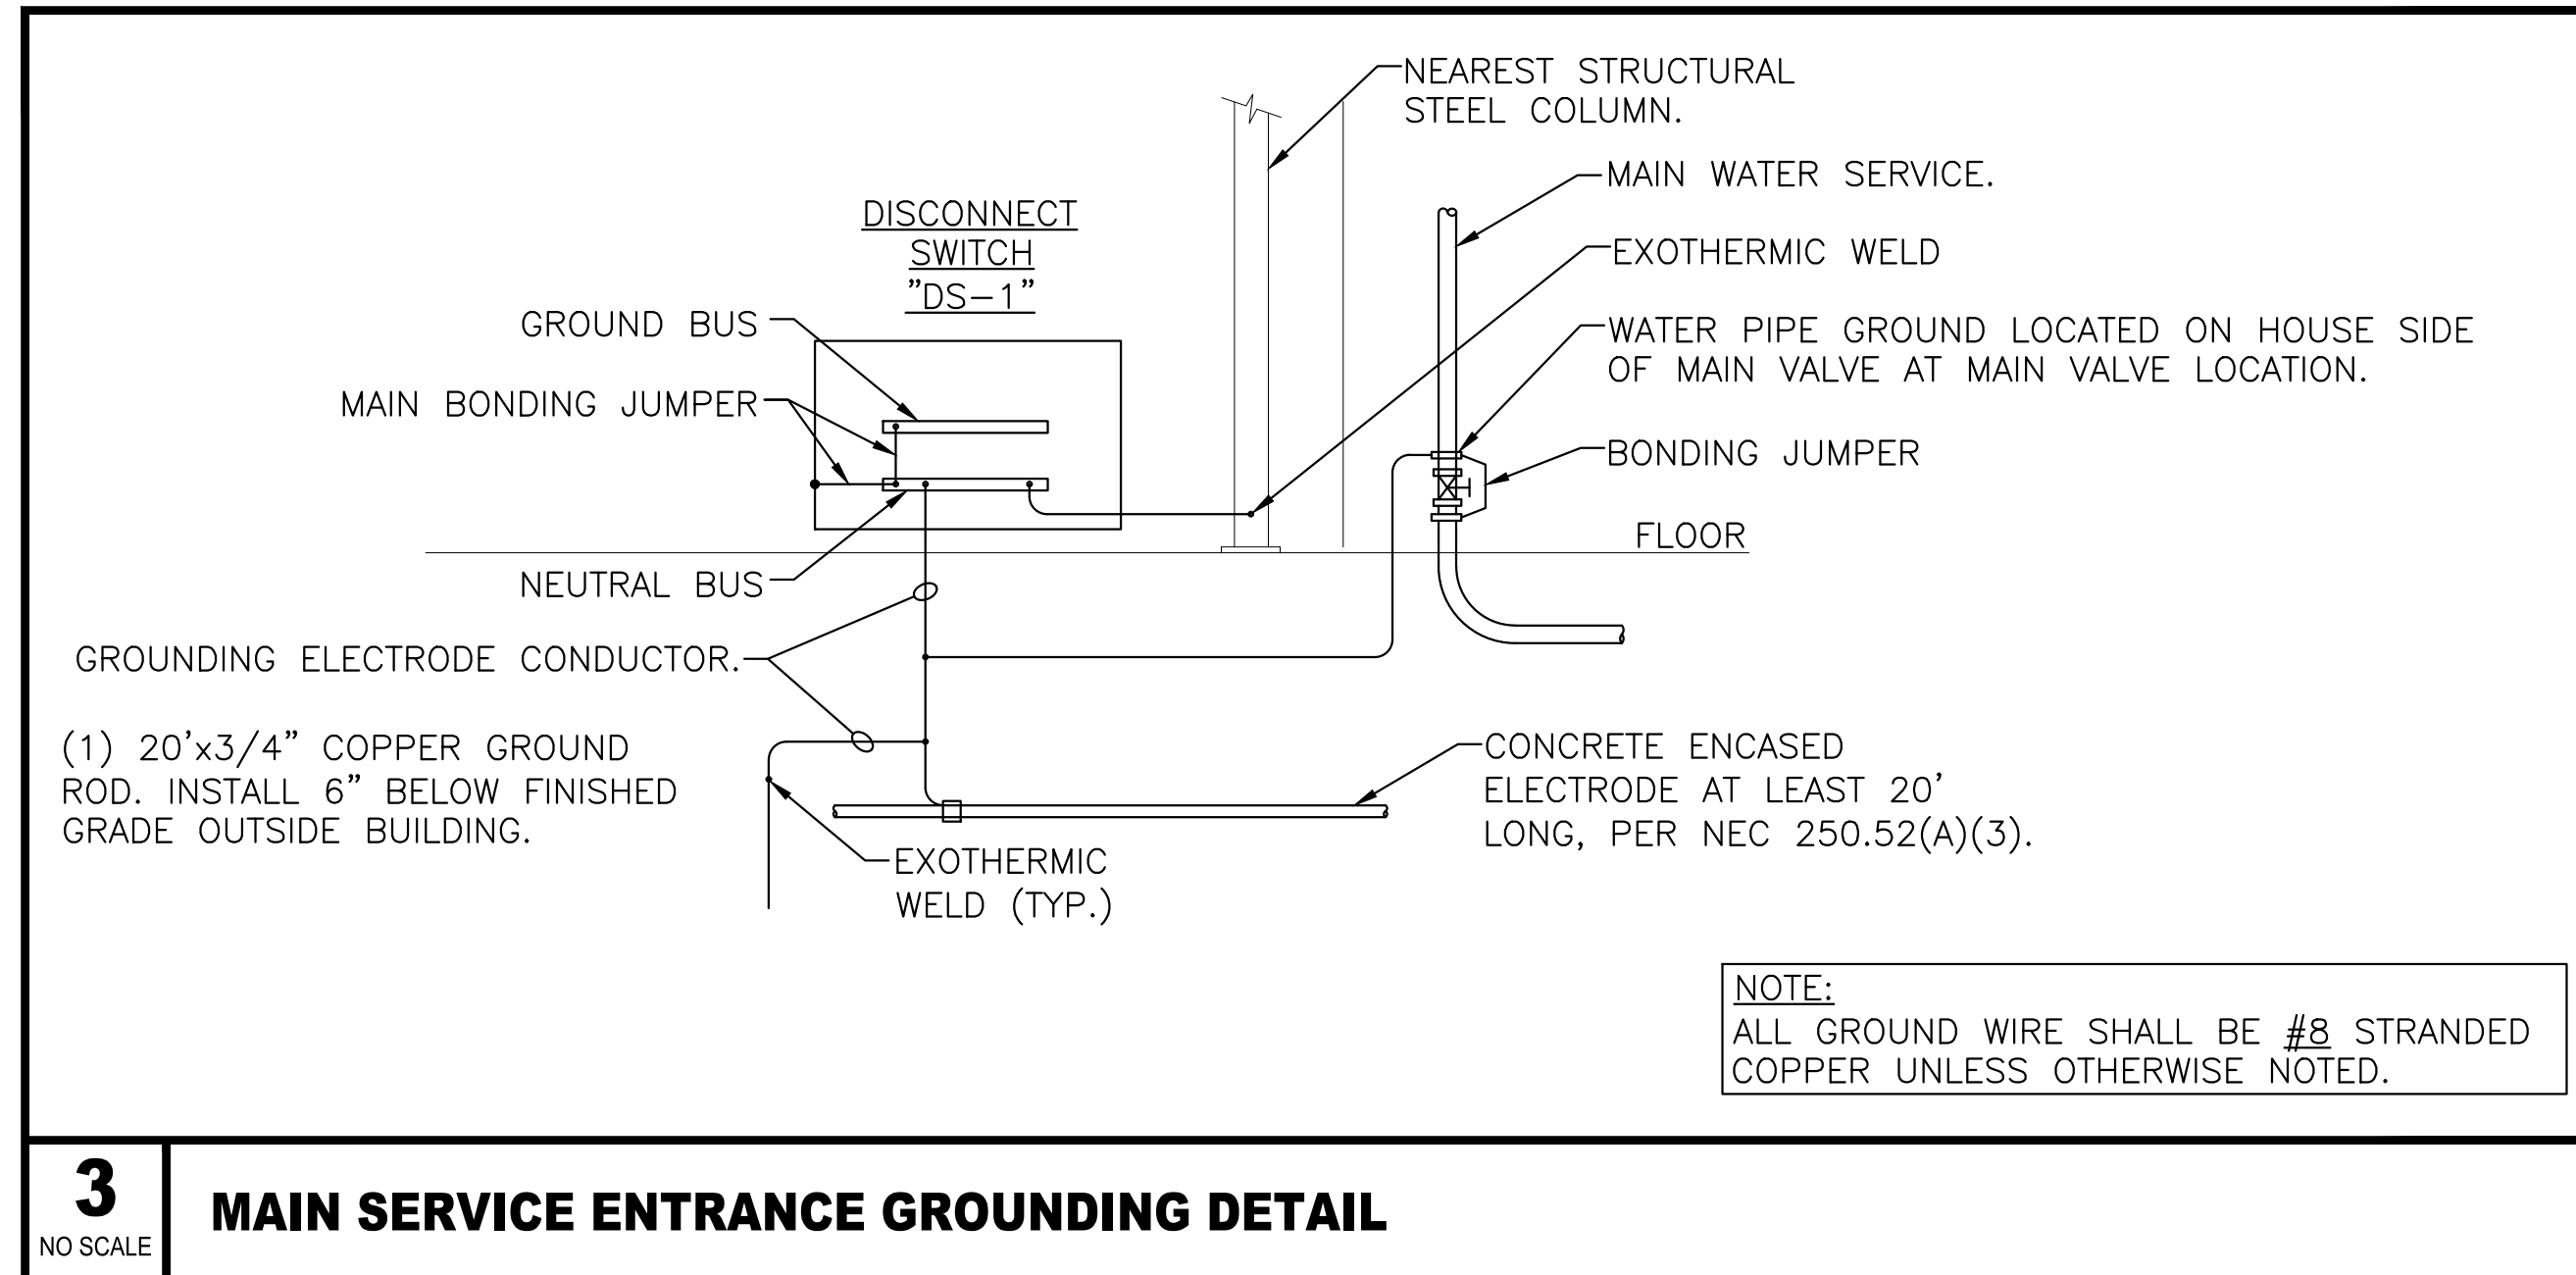 NEAREST STRUCTURAL
STEEL COLUMN.
MAIN WATER SERVICE.
DISCONNECT
SWITCH
"DS-1"
EXOTHERMIC WELD
GROUND BUS
WATER PIPE GROUND LOCATED ON HOUSE SIDE
OF MAIN VALVE AT MAIN VALVE LOCATION.
MAIN BONDING JUMPER
BONDING JUMPER
FLOOR
NEUTRAL BUS
GROUNDING ELECTRODE CONDUCTOR.
(1) 20'x3/4" COPPER GROUND
ROD. INSTALL 6" BELOW FINISHED
GRADE OUTSIDE BUILDING.
CONCRETE ENCASED
ELECTRODE AT LEAST 20'
LONG, PER NEC 250.52(A)(3).
EXOTHERMIC
WELD (TYP.)
NOTE:
ALL GROUND WIRE SHALL BE #8 STRANDED
COPPER UNLESS OTHERWISE NOTED.
3
NO SCALE
MAIN SERVICE ENTRANCE GROUNDING DETAIL